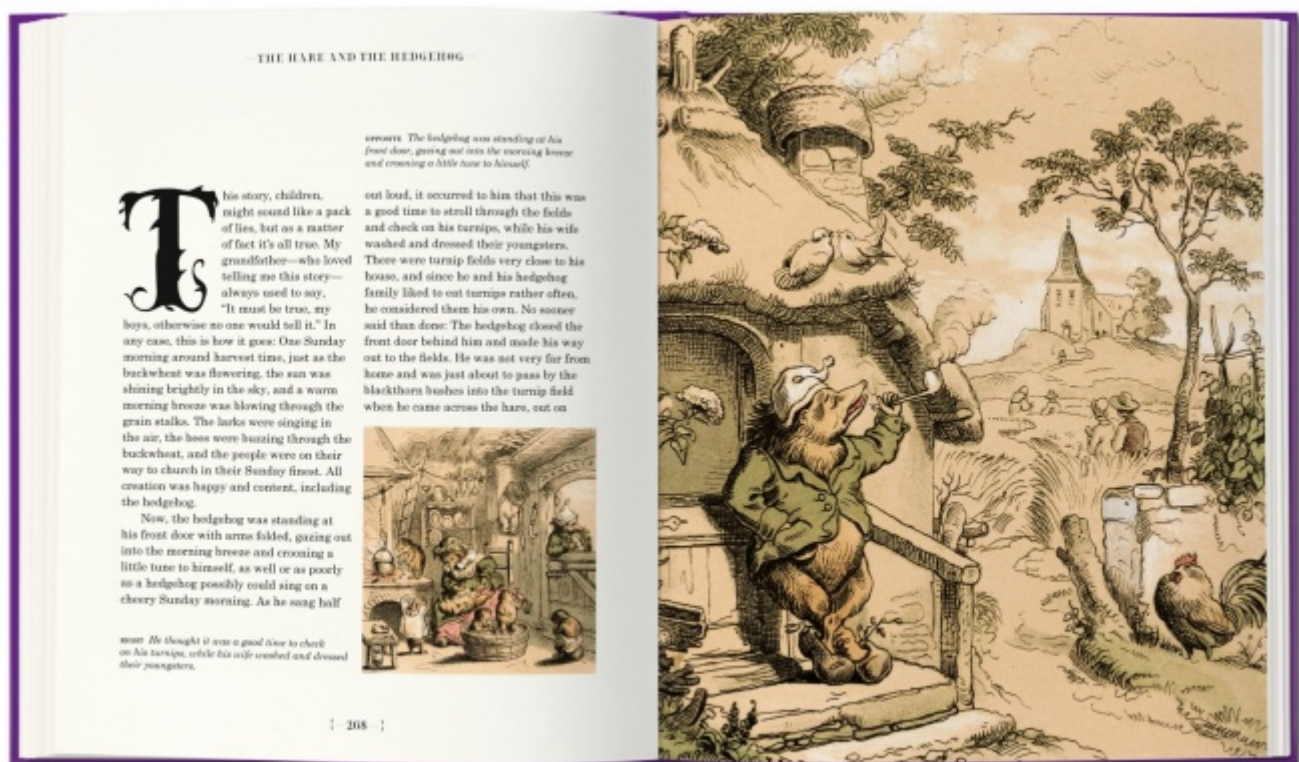 THE HARE AND THE HEDGEHOG
This story, children,
might sound like a pack
of lies, but as a matter
of fact it's all true. My
grandfather—who loved
telling me this story—
always used to say,
"It must be true, my
boys, otherwise no one would tell it." In
any case, this is how it goes: One Sunday
morning around harvest time, just as the
buckwheat was flowering, the sun was
shining brightly in the sky, and a warm
morning breeze was blowing through the
grain stalks. The larks were singing in
the air, the bees were buzzing through the
buckwheat, and the people were on their
way to church in their Sunday finest. All
creation was happy and content, including
the hedgehog.
Now, the hedgehog was standing at
his front door with arms folded, gazing out
into the morning breeze and crooning a
little tune to himself, as well or as poorly
as a hedgehog possibly could sing on a
cheery Sunday morning. As he sang half
RIGHT He thought it was a good time to check
on his turnips, while his wife washed and dressed
their youngsters.
OPPOSITE The hedgehog was standing at his
front door, gazing out into the morning breeze
and crooning a little tune to himself.
out loud, it occurred to him that this was
a good time to stroll through the fields
and check on his turnips, while his wife
washed and dressed their youngsters.
There were turnip fields very close to his
house, and since he and his hedgehog
family liked to eat turnips rather often,
he considered them his own. No sooner
said than done: The hedgehog closed the
front door behind him and made his way
out to the fields. He was not very far from
home and was just about to pass by the
blackthorn bushes into the turnip field
when he came across the hare, out on
268